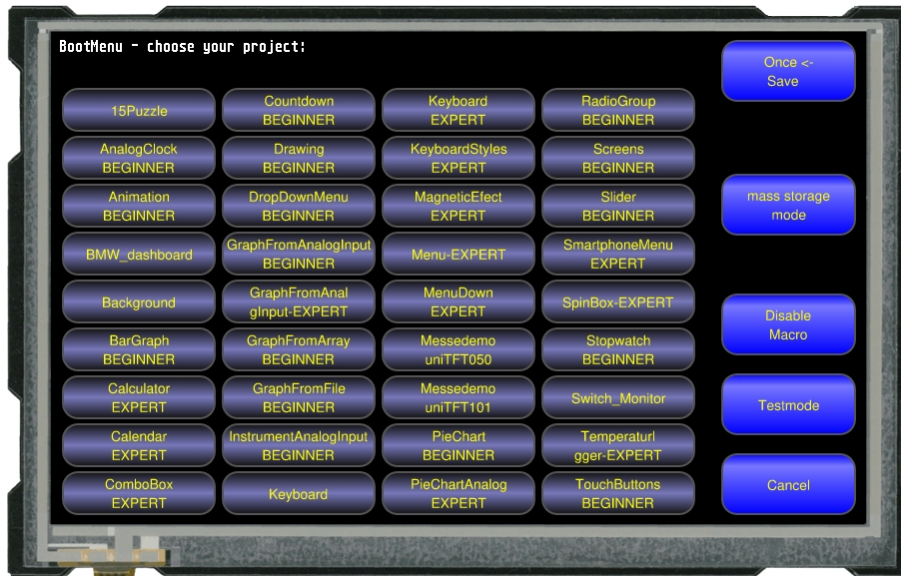 BootMenu - choose your project:
15Puzzle
AnalogClock
BEGINNER
Animation
BEGINNER
BMW_dashboard
Background
BarGraph
BEGINNER
Calculator
EXPERT
Calendar
EXPERT
ComboBox
EXPERT
Countdown
BEGINNER
Drawing
BEGINNER
DropDownMenu
BEGINNER
GraphFromAnalogInput
BEGINNER
GraphFromAnal
gInput-EXPERT
GraphFromArray
BEGINNER
GraphFromFile
BEGINNER
InstrumentAnalogInput
BEGINNER
Keyboard
Keyboard
EXPERT
KeyboardStyles
EXPERT
MagneticEfect
EXPERT
Menu-EXPERT
MenuDown
EXPERT
Messedemo
uniTFT050
Messedemo
uniTFT101
PieChart
BEGINNER
PieChartAnalog
EXPERT
RadioGroup
BEGINNER
Screens
BEGINNER
Slider
BEGINNER
SmartphoneMenu
EXPERT
SpinBox-EXPERT
Stopwatch
BEGINNER
Switch_Monitor
Temperaturl
gger-EXPERT
TouchButtons
BEGINNER
Once <-
Save
mass storage
mode
Disable
Macro
Testmode
Cancel